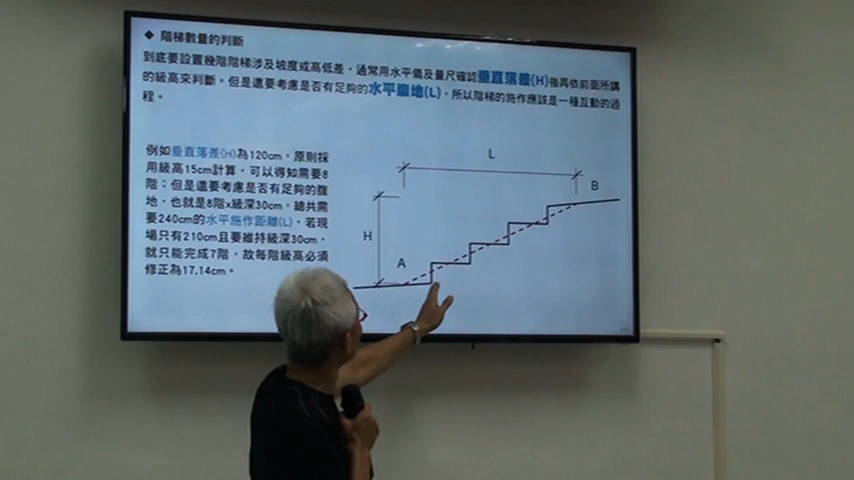 ◆ 階梯數量的判斷
到底要設置幾階階梯涉及坡度或高低差，通常用水平儀及量尺確認垂直落差(H)後再依前面所講
的級高來判斷。但是還要考慮是否有足夠的水平腹地(L)，所以階梯的施作應該是一種互動的過
程。
例如垂直落差(H)為120cm，原則採
用級高15cm計算，可以得知需要8
階；但是還要考慮是否有足夠的腹
地，也就是8階x級深30cm，總共需
要240cm的水平施作距離(L)，若現
場只有210cm且要維持級深30cm，
就只能完成7階，故每階級高必須
修正為17.14cm。
L
B
H
A